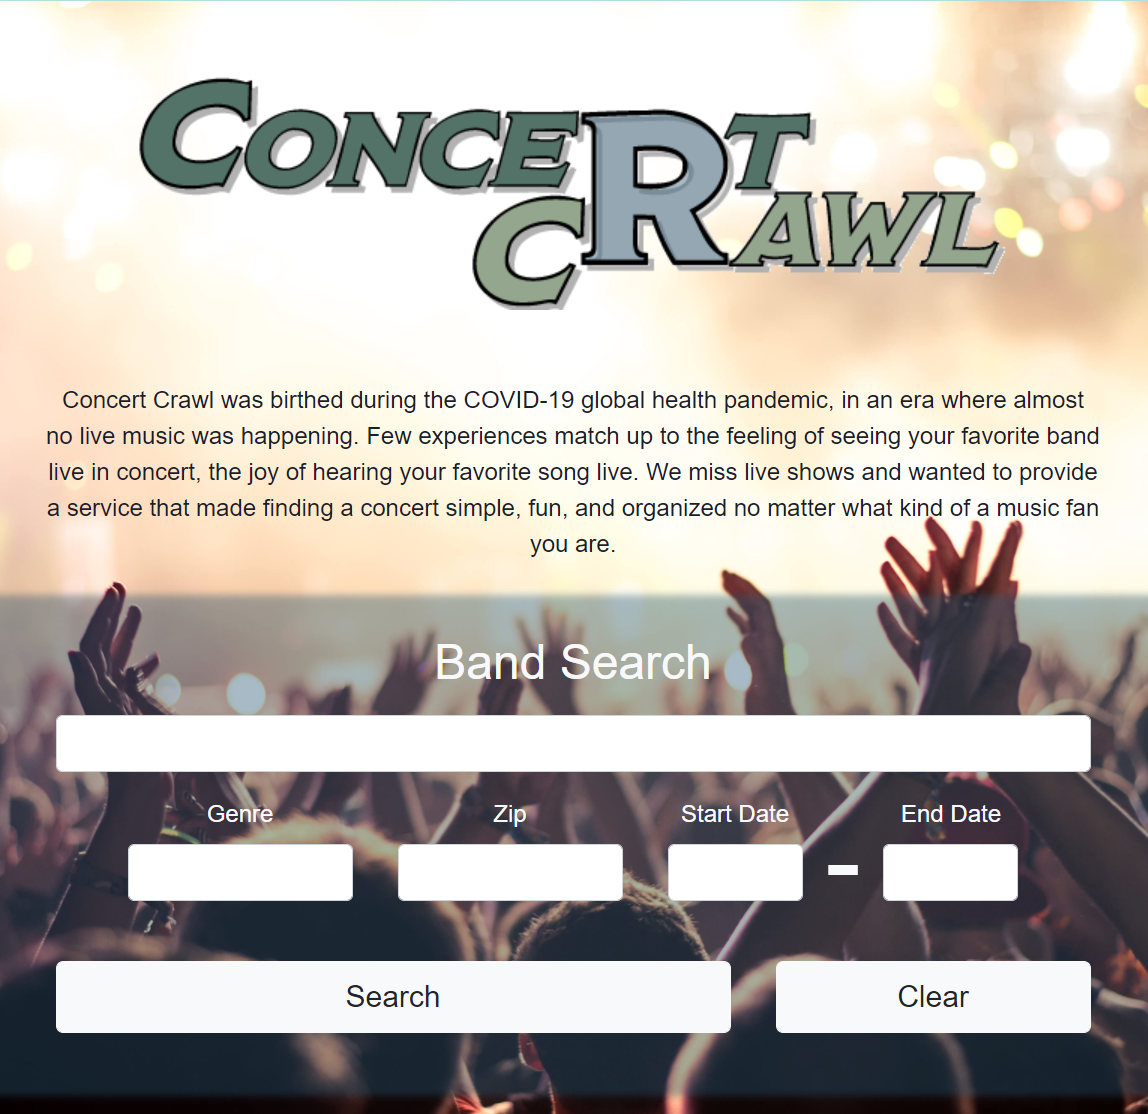 CONCERT
CRAWL
Concert Crawl was birthed during the COVID-19 global health pandemic, in an era where almost
no live music was happening. Few experiences match up to the feeling of seeing your favorite band
live in concert, the joy of hearing your favorite song live. We miss live shows and wanted to provide
a service that made finding a concert simple, fun, and organized no matter what kind of a music fan
you are.
Band Search
Genre Zip Start Date End Date
Search Clear